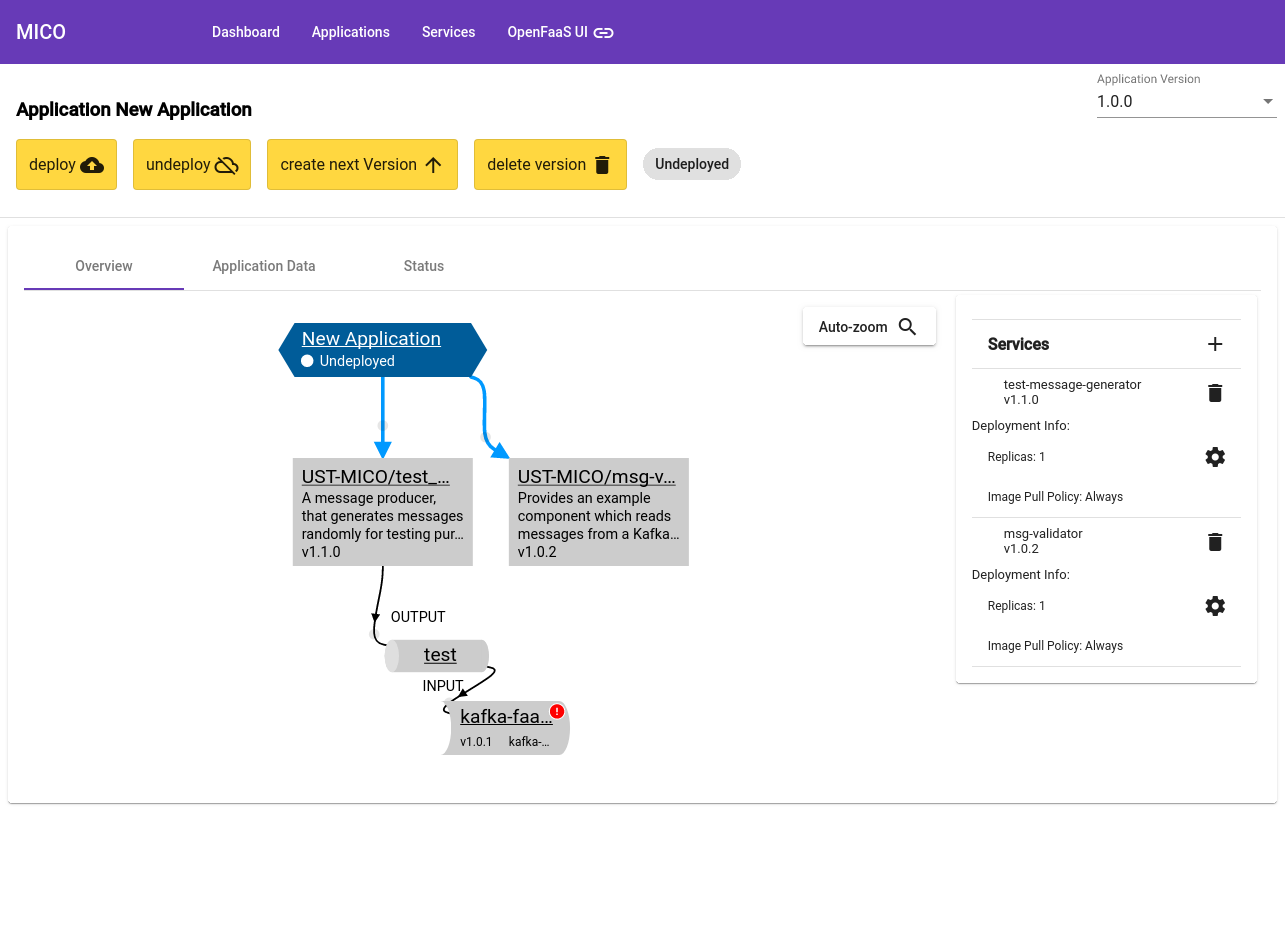 MICO
Dashboard
Applications
Services
OpenFaaS UI
Application Version
1.0.0
Application New Application
deploy
undeploy
create next Version
delete version
Undeployed
Overview
Application Data
Status
Auto-zoom
New Application
Undeployed
UST-MICO/test_...
A message producer,
that generates messages
randomly for testing pur...
v1.1.0
UST-MICO/msg-v...
Provides an example
component which reads
messages from a Kafka...
v1.0.2
OUTPUT
test
INPUT
kafka-faa...
!
v1.0.1 kafka-...
Services
test-message-generator
v1.1.0
Deployment Info:
Replicas: 1
Image Pull Policy: Always
msg-validator
v1.0.2
Deployment Info:
Replicas: 1
Image Pull Policy: Always